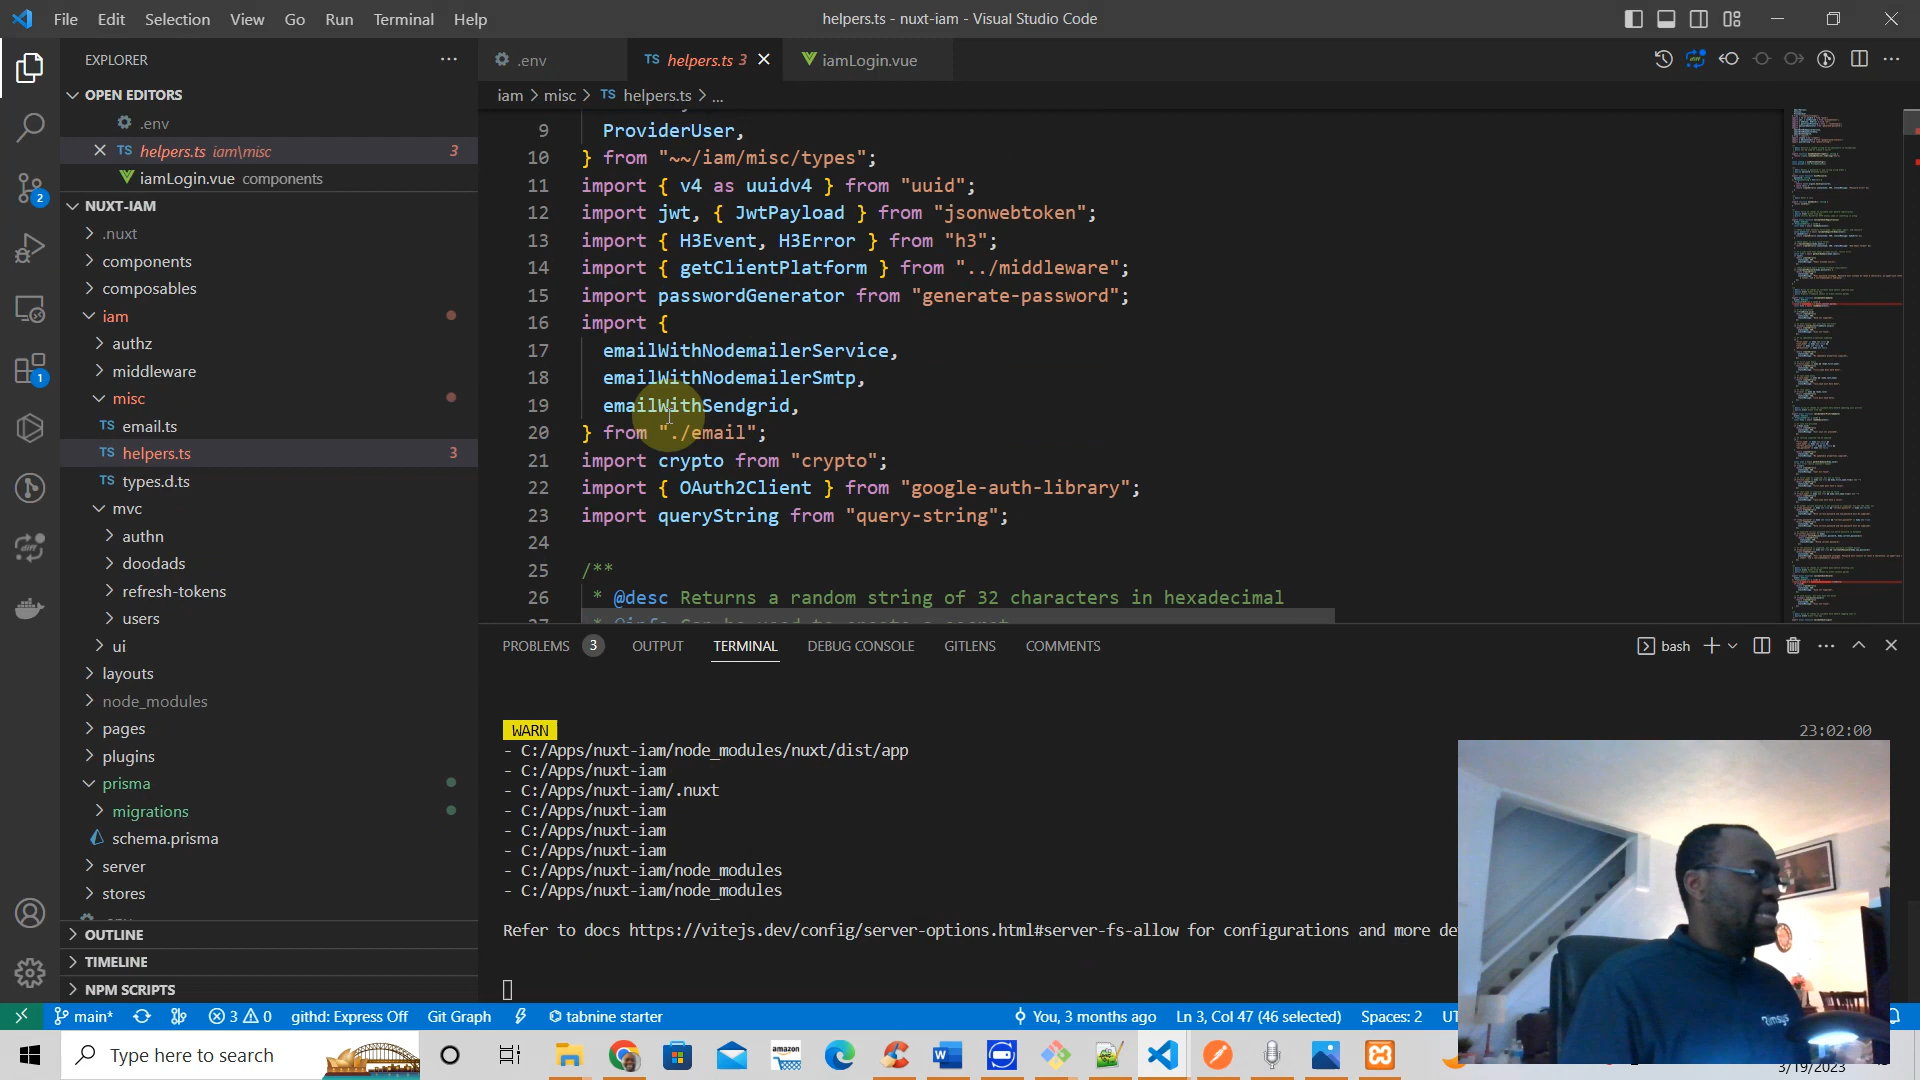 File Edit Selection View Go Run Terminal Help
helpers.ts - nuxt-iam - Visual Studio Code
EXPLORER
OPEN EDITORS
.env
helpers.ts iam\misc 3
iamLogin.vue components
NUXT-IAM
.nuxt
components
composables
iam
authz
middleware
misc
TS email.ts
TS helpers.ts 3
TS types.d.ts
mvc
authn
doodads
refresh-tokens
users
ui
layouts
node_modules
pages
plugins
prisma
migrations
schema.prisma
server
stores
OUTLINE
TIMELINE
NPM SCRIPTS
2
1
.env
TS helpers.ts 3
iamLogin.vue
iam > misc > TS helpers.ts > ...
9 ProviderUser,
10 } from "~~/iam/misc/types";
11 import { v4 as uuidv4 } from "uuid";
12 import jwt, { JwtPayload } from "jsonwebtoken";
13 import { H3Event, H3Error } from "h3";
14 import { getClientPlatform } from "../middleware";
15 import passwordGenerator from "generate-password";
16 import {
17 emailWithNodemailerService,
18 emailWithNodemailerSmtp,
19 emailWithSendgrid,
20 } from "./email";
21 import crypto from "crypto";
22 import { OAuth2Client } from "google-auth-library";
23 import queryString from "query-string";
24
25 /**
26 * @desc Returns a random string of 32 characters in hexadecimal
PROBLEMS 3 OUTPUT TERMINAL DEBUG CONSOLE GITLENS COMMENTS
bash
WARN 23:02:00
- C:/Apps/nuxt-iam/node_modules/nuxt/dist/app
- C:/Apps/nuxt-iam
- C:/Apps/nuxt-iam/.nuxt
- C:/Apps/nuxt-iam
- C:/Apps/nuxt-iam
- C:/Apps/nuxt-iam
- C:/Apps/nuxt-iam/node_modules
- C:/Apps/nuxt-iam/node_modules
Refer to docs https://vitejs.dev/config/server-options.html#server-fs-allow for configurations and more de
main* 3 0 githd: Express Off Git Graph tabnine starter You, 3 months ago Ln 3, Col 47 (46 selected) Spaces: 2
Type here to search
amazon
3/19/2023